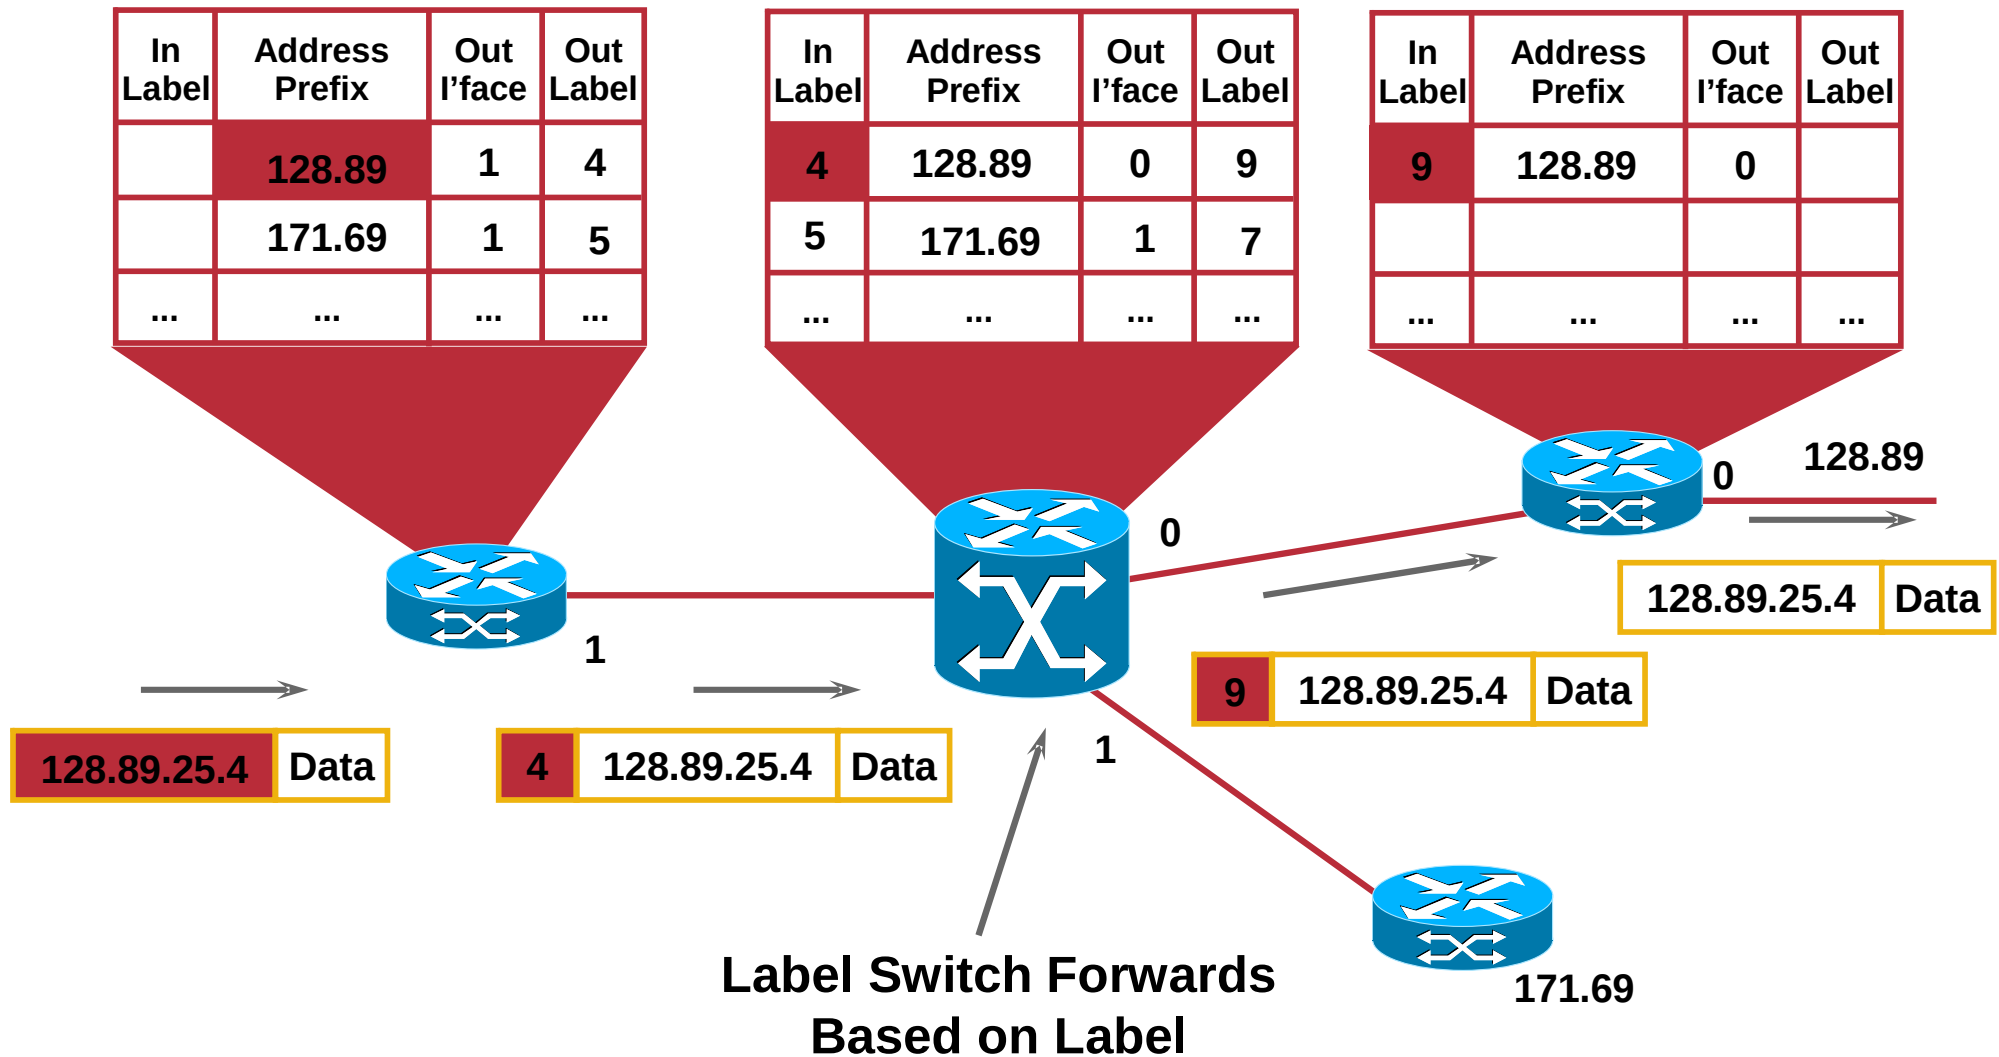 In Address Out Out
Label Prefix I’face Label
128.89 1 4
171.69 1 5
... ... ... ...
In Address Out Out
Label Prefix I’face Label
4 128.89 0 9
5 171.69 1 7
... ... ... ...
In Address Out Out
Label Prefix I’face Label
9 128.89 0
... ... ... ...
0
128.89
0
1
128.89.25.4 Data
9 128.89.25.4 Data
1
128.89.25.4 Data
4 128.89.25.4 Data
Label Switch Forwards
Based on Label
171.69